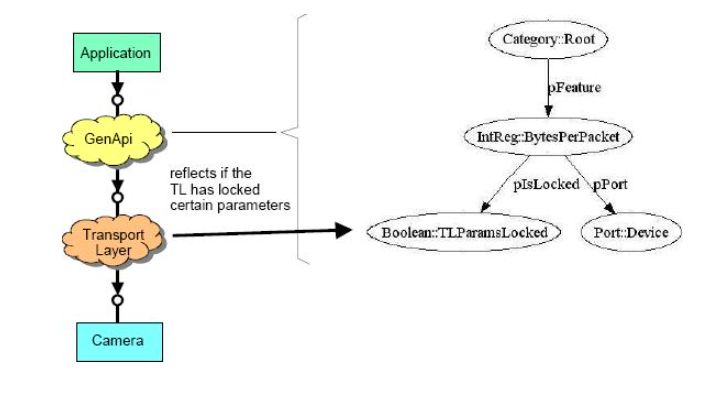 Application
GenApi
reflects if the
TL has locked
certain parameters
Transport
Layer
Camera
Category::Root
pFeature
IntReg::BytesPerPacket
pIsLocked
pPort
Boolean::TLParamsLocked
Port::Device